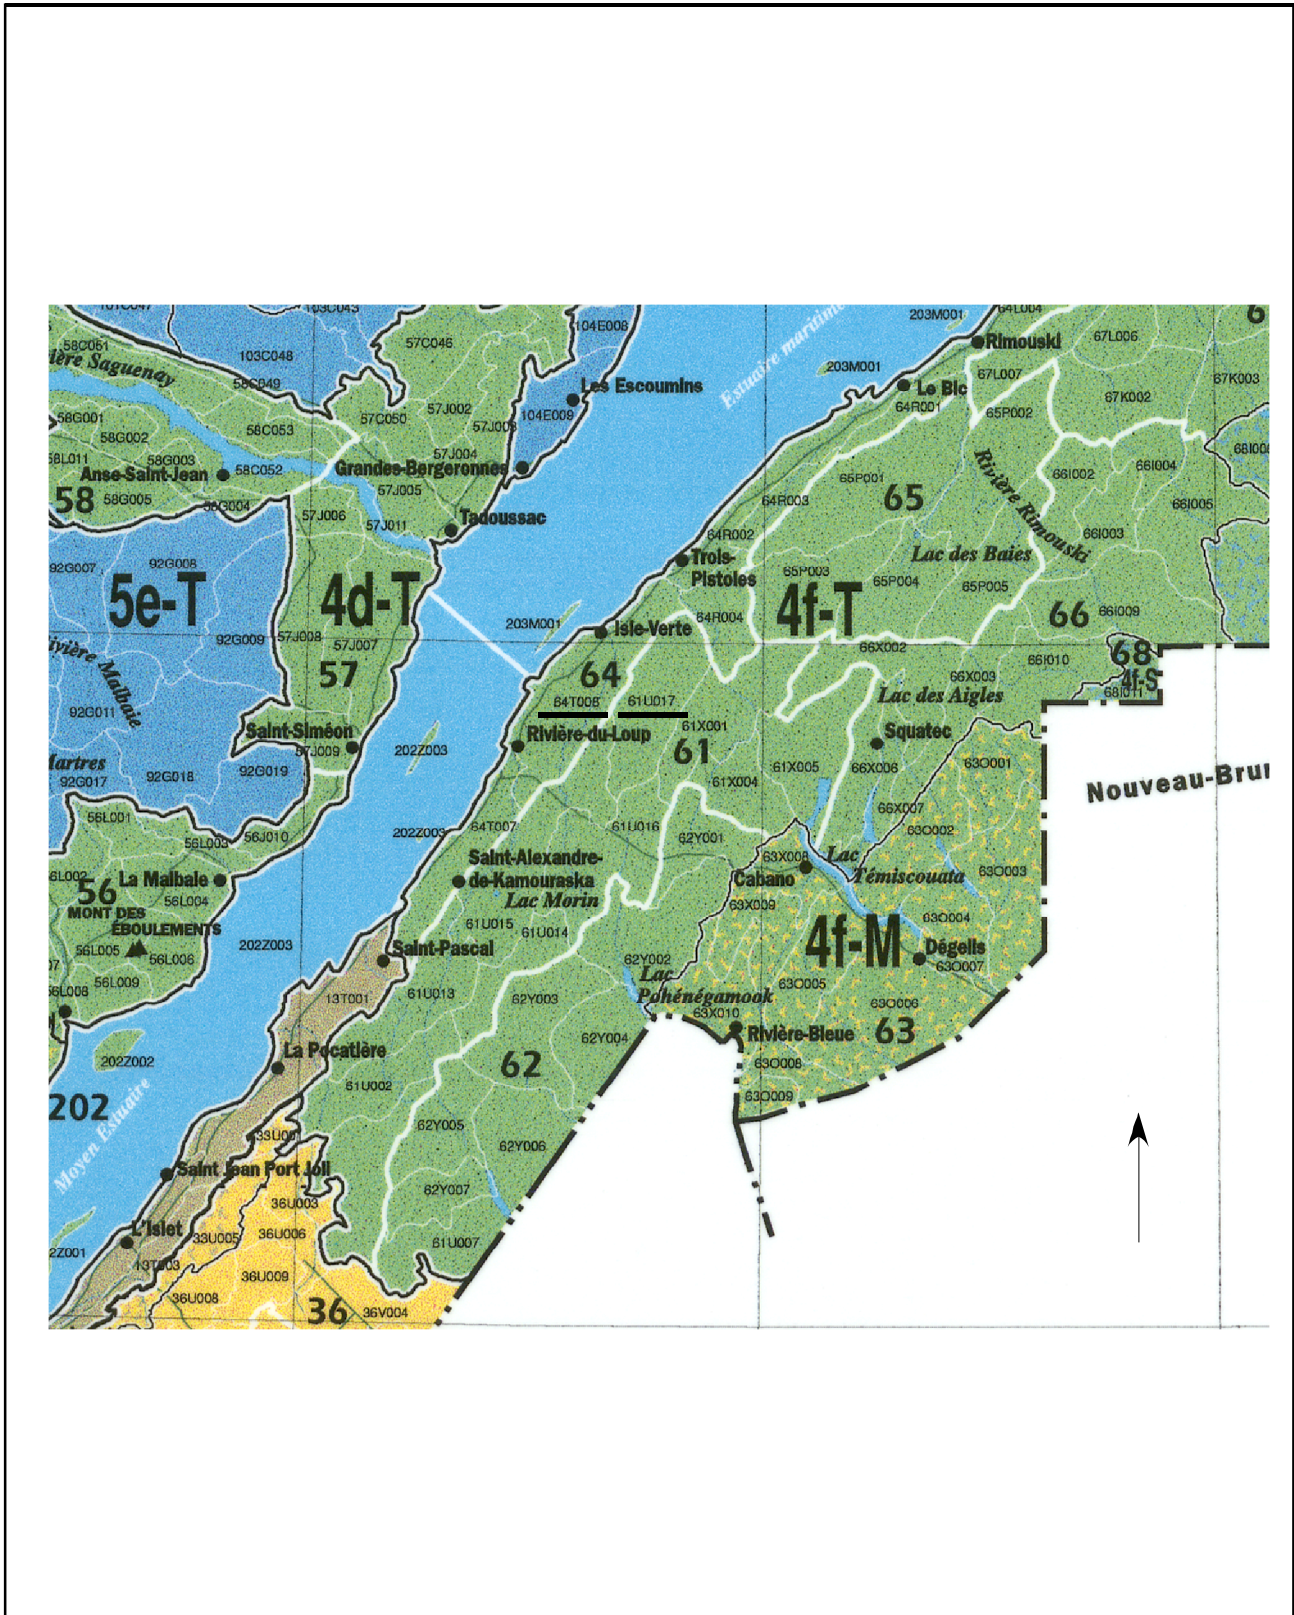 103C048
58C051
ière Saguenay
58C049
57C046
104E008
Estuaire maritime
203M001
64L004
Rimouski
67L006
6
203M001
67L007
67K003
Les Escoumins
Le Bic
64R001
65P002
67K002
57J002
104E009
58G001
57C050
57J003
58C053
58G002
57J004
58G003
Anse-Saint-Jean
58C052
Grandes-Bergeronnes
65P001
66I002
66I004
58
58G005
57J005
64R003
65
66I005
58G004
57J006
57J011
Tadoussac
Rivière Rimouski
64R002
66I003
Trois-
Pistoles
Lac des Baies
92G007
92G008
65P003
65P004
65P005
5e-T
4d-T
4f-T
66
66I009
64R004
203M001
Isle-Verte
92G009
57J008
57J007
66X002
66I010
68
4f-S
68I011
57
64
66X003
Lac des Aigles
64T006
61U017
92G011
61X001
Saint-Siméon
57J009
Rivière-du-Loup
61
Squatec
202Z003
92G017
92G018
92G019
61X004
61X005
66X006
63O001
Nouveau-Brun
56L001
66X007
56L003
56J010
202Z003
64T007
61U016
62Y001
63O002
63X008
Lac
Témiscouata
Saint-Alexandre-
de-Kamouraska
Cabano
63O003
56
La Malbaie
56L004
Lac Morin
63X009
MONT DES
ÉBOULEMENTS
61U015
61U014
63O004
56L005
56L006
202Z003
Saint-Pascal
4f-M
Dégelis
63O007
62Y002
Lac
Pohénégamook
56L009
13T001
61U013
62Y003
63O005
63O006
63X010
63
Rivière-Bleue
62Y004
202Z002
La Pocatière
62
63O008
61U002
63O009
202
Moyen Estuaire
62Y005
62Y006
Saint Jean Port Joli
62Y007
36U003
L'Islet
33U005
36U006
61U007
13T003
36U009
36U008
36
36V004